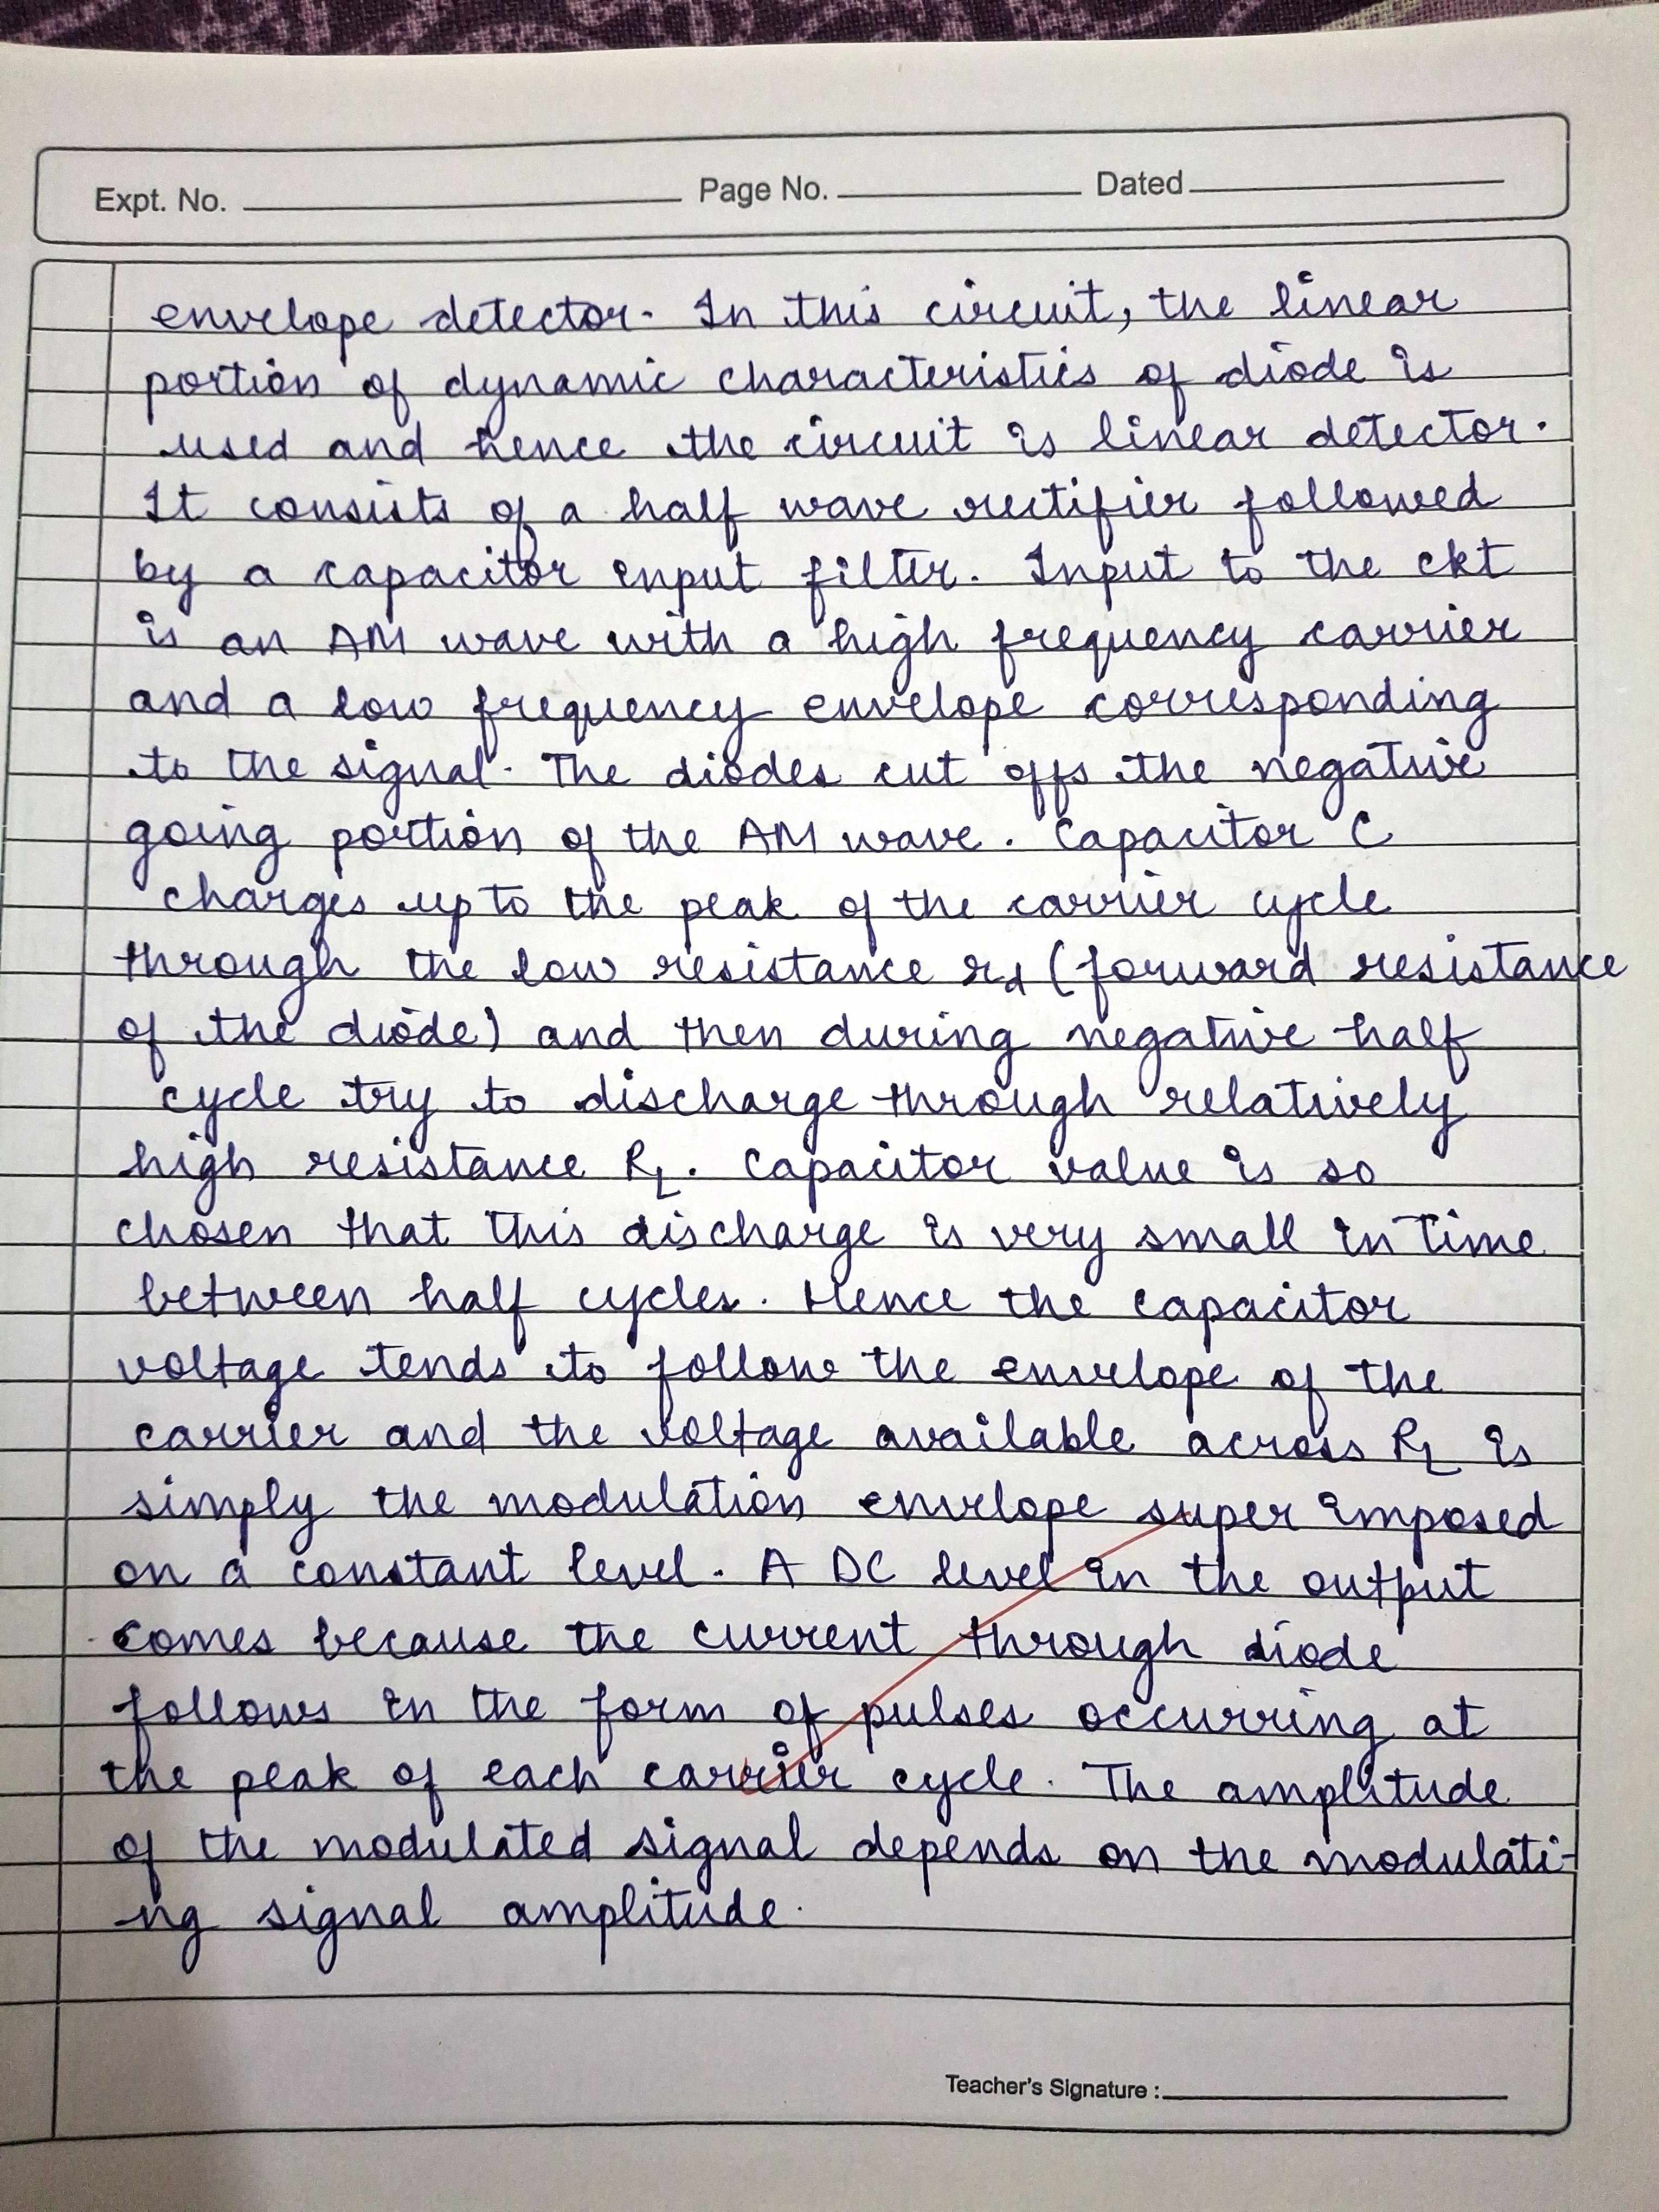 Expt. No. Page No. Dated
envelope detector. In this circuit, the linear
portion of dynamic characteristics of diode is
used and hence the circuit is linear detector.
It consists of a half wave rectifier followed
by a capacitor input filter. Input to the ckt
is an AM wave with a high frequency carrier
and a low frequency envelope corresponding
to the signal. The diodes cut offs the negative
going portion of the AM wave. Capacitor C
charges up to the peak of the carrier cycle
through the low resistance rd (forward resistance
of the diode) and then during negative half
cycle try to discharge through relatively
high resistance RL. Capacitor value is so
chosen that this discharge is very small in time
between half cycles. Hence the capacitor
voltage tends to follow the envelope of the
carrier and the voltage available across RL is
simply the modulation envelope super imposed
on a constant level. A DC level in the output
comes because the current through diode
follows in the form of pulses occurring at
the peak of each carrier cycle. The amplitude
of the modulated signal depends on the modulati-
ng signal amplitude.
Teacher's Signature :